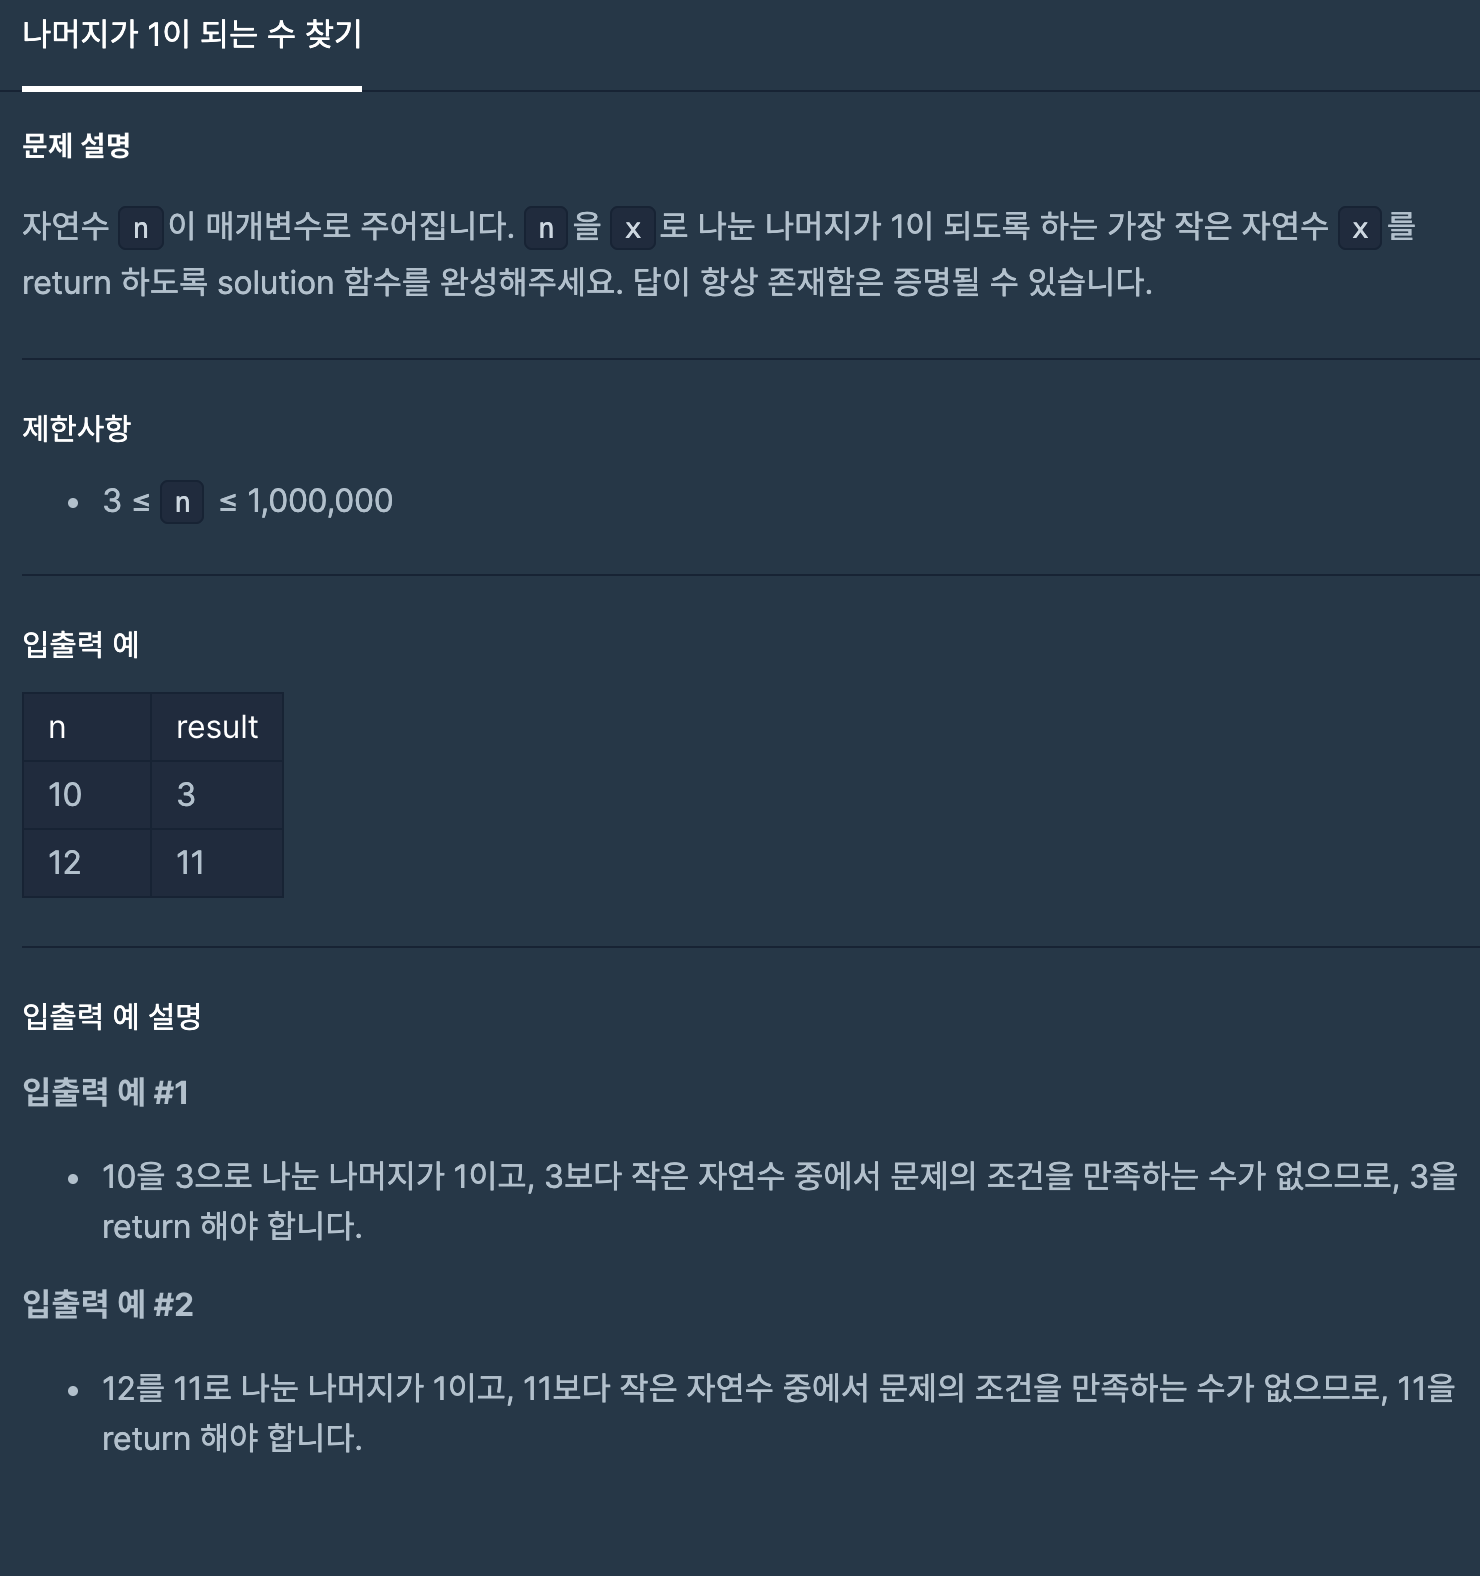 나머지가 1이 되는 수 찾기
문제 설명
자연수 n이 매개변수로 주어집니다. n을 x로 나눈 나머지가 1이 되도록 하는 가장 작은 자연수 x를
return 하도록 solution 함수를 완성해주세요. 답이 항상 존재함은 증명될 수 있습니다.
제한사항
• 3 ≤ n ≤ 1,000,000
입출력 예
n result
10 3
12 11
입출력 예 설명
입출력 예 #1
• 10을 3으로 나눈 나머지가 1이고, 3보다 작은 자연수 중에서 문제의 조건을 만족하는 수가 없으므로, 3을
return 해야 합니다.
입출력 예 #2
• 12를 11로 나눈 나머지가 1이고, 11보다 작은 자연수 중에서 문제의 조건을 만족하는 수가 없으므로, 11을
return 해야 합니다.